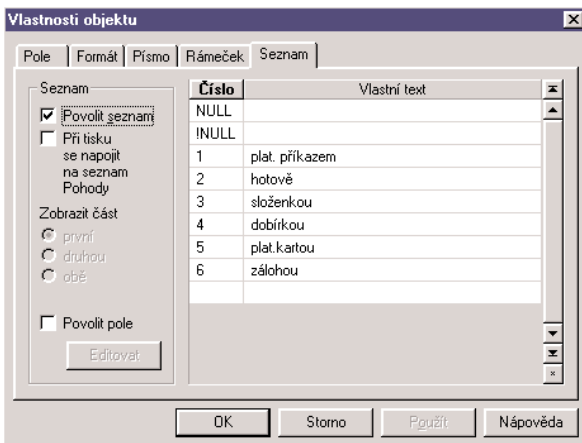 Vlastnosti objektu
Pole Formát Písmo Rámeček Seznam
Seznam
Povolit seznam
Při tisku
se napojit
na seznam
Pohody
Zobrazit část
první
druhou
obě
Povolit pole
Editovat
Číslo Vlastní text
NULL
!NULL
1 plat. příkazem
2 hotově
3 složenkou
4 dobírkou
5 plat.kartou
6 zálohou
OK Storno Použít Nápověda